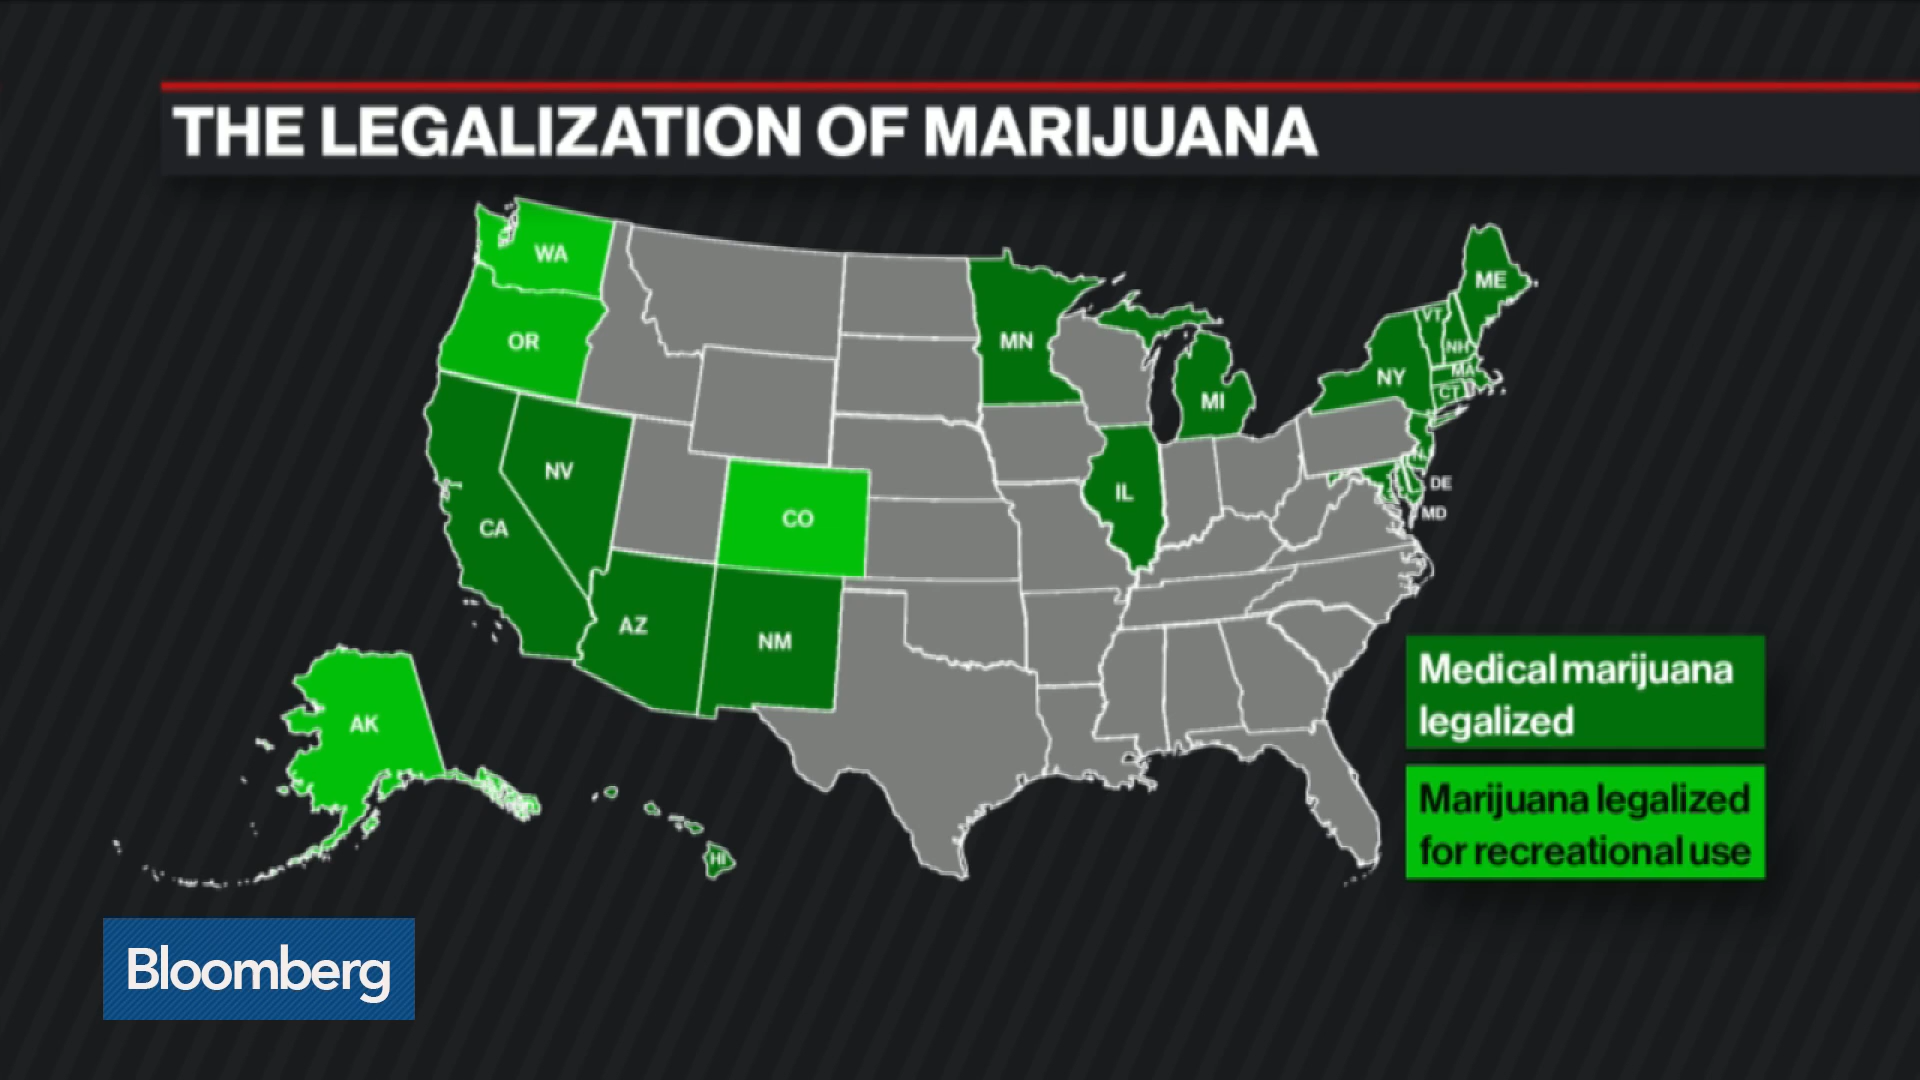 THE LEGALIZATION OF MARIJUANA
WA
ME
OR
MN
VT
NH
NY
MA
MI
CT
NV
IL
DE
CO
MD
CA
AZ
NM
Medical marijuana
legalized
AK
Marijuana legalized
for recreational use
HI
Bloomberg